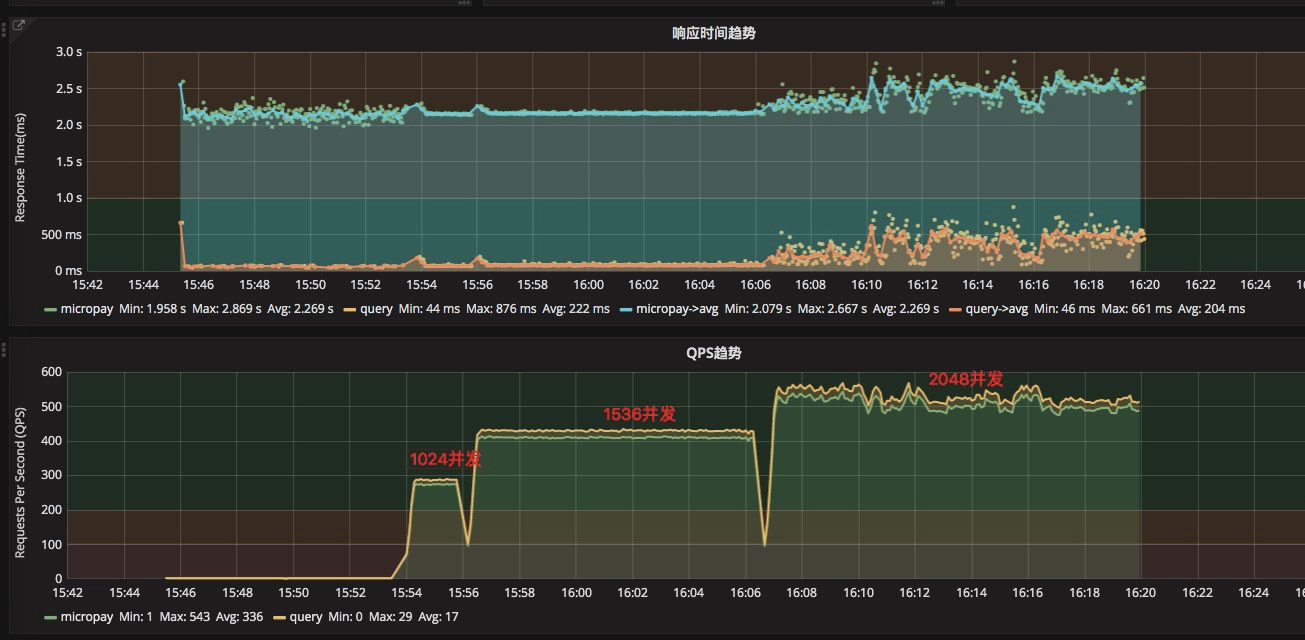 响应时间趋势
Response Time(ms)
3.0 s
2.5 s
2.0 s
1.5 s
1.0 s
500 ms
0 ms
15:42 15:44 15:46 15:48 15:50 15:52 15:54 15:56 15:58 16:00 16:02 16:04 16:06 16:08 16:10 16:12 16:14 16:16 16:18 16:20 16:22 16:24
micropay Min: 1.958 s Max: 2.869 s Avg: 2.269 s query Min: 44 ms Max: 876 ms Avg: 222 ms micropay->avg Min: 2.079 s Max: 2.667 s Avg: 2.269 s query->avg Min: 46 ms Max: 661 ms Avg: 204 ms
QPS趋势
Requests Per Second (QPS)
600
500
400
300
200
100
0
2048并发
1536并发
1024并发
15:42 15:44 15:46 15:48 15:50 15:52 15:54 15:56 15:58 16:00 16:02 16:04 16:06 16:08 16:10 16:12 16:14 16:16 16:18 16:20 16:22 16:24
micropay Min: 1 Max: 543 Avg: 336 query Min: 0 Max: 29 Avg: 17